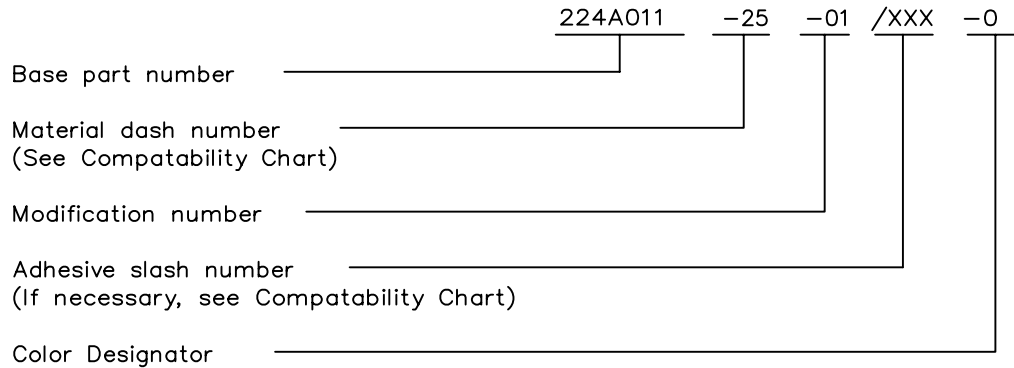 224A011 -25 -01 /XXX -0
Base part number
Material dash number
(See Compatability Chart)
Modification number
Adhesive slash number
(If necessary, see Compatability Chart)
Color Designator